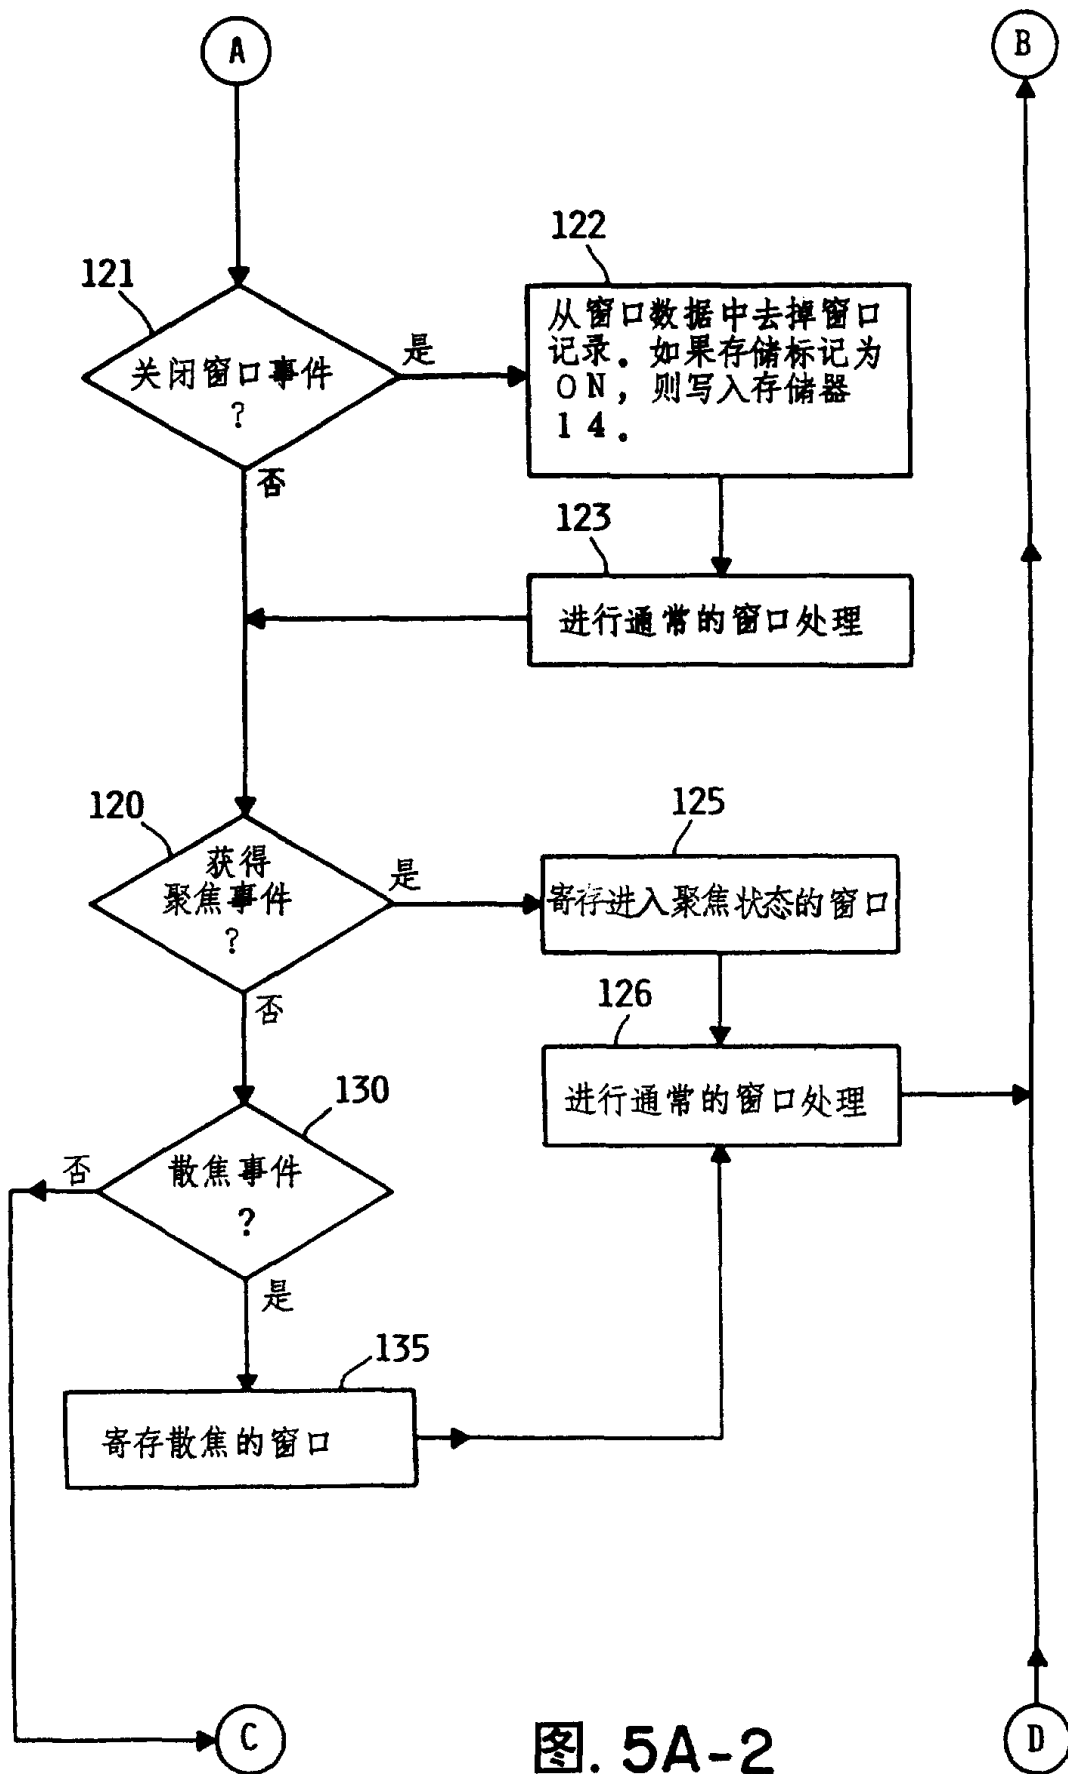 A
B
122
121
从窗口数据中去掉窗口
记录。如果存储标记为
ON，则写入存储器
14。
是
关闭窗口事件
?
否
123
进行通常的窗口处理
120
125
获得
聚焦事件
?
是
寄存进入聚焦状态的窗口
否
126
130
进行通常的窗口处理
否
散焦事件
?
是
135
寄存散焦的窗口
C
图. 5A-2
D